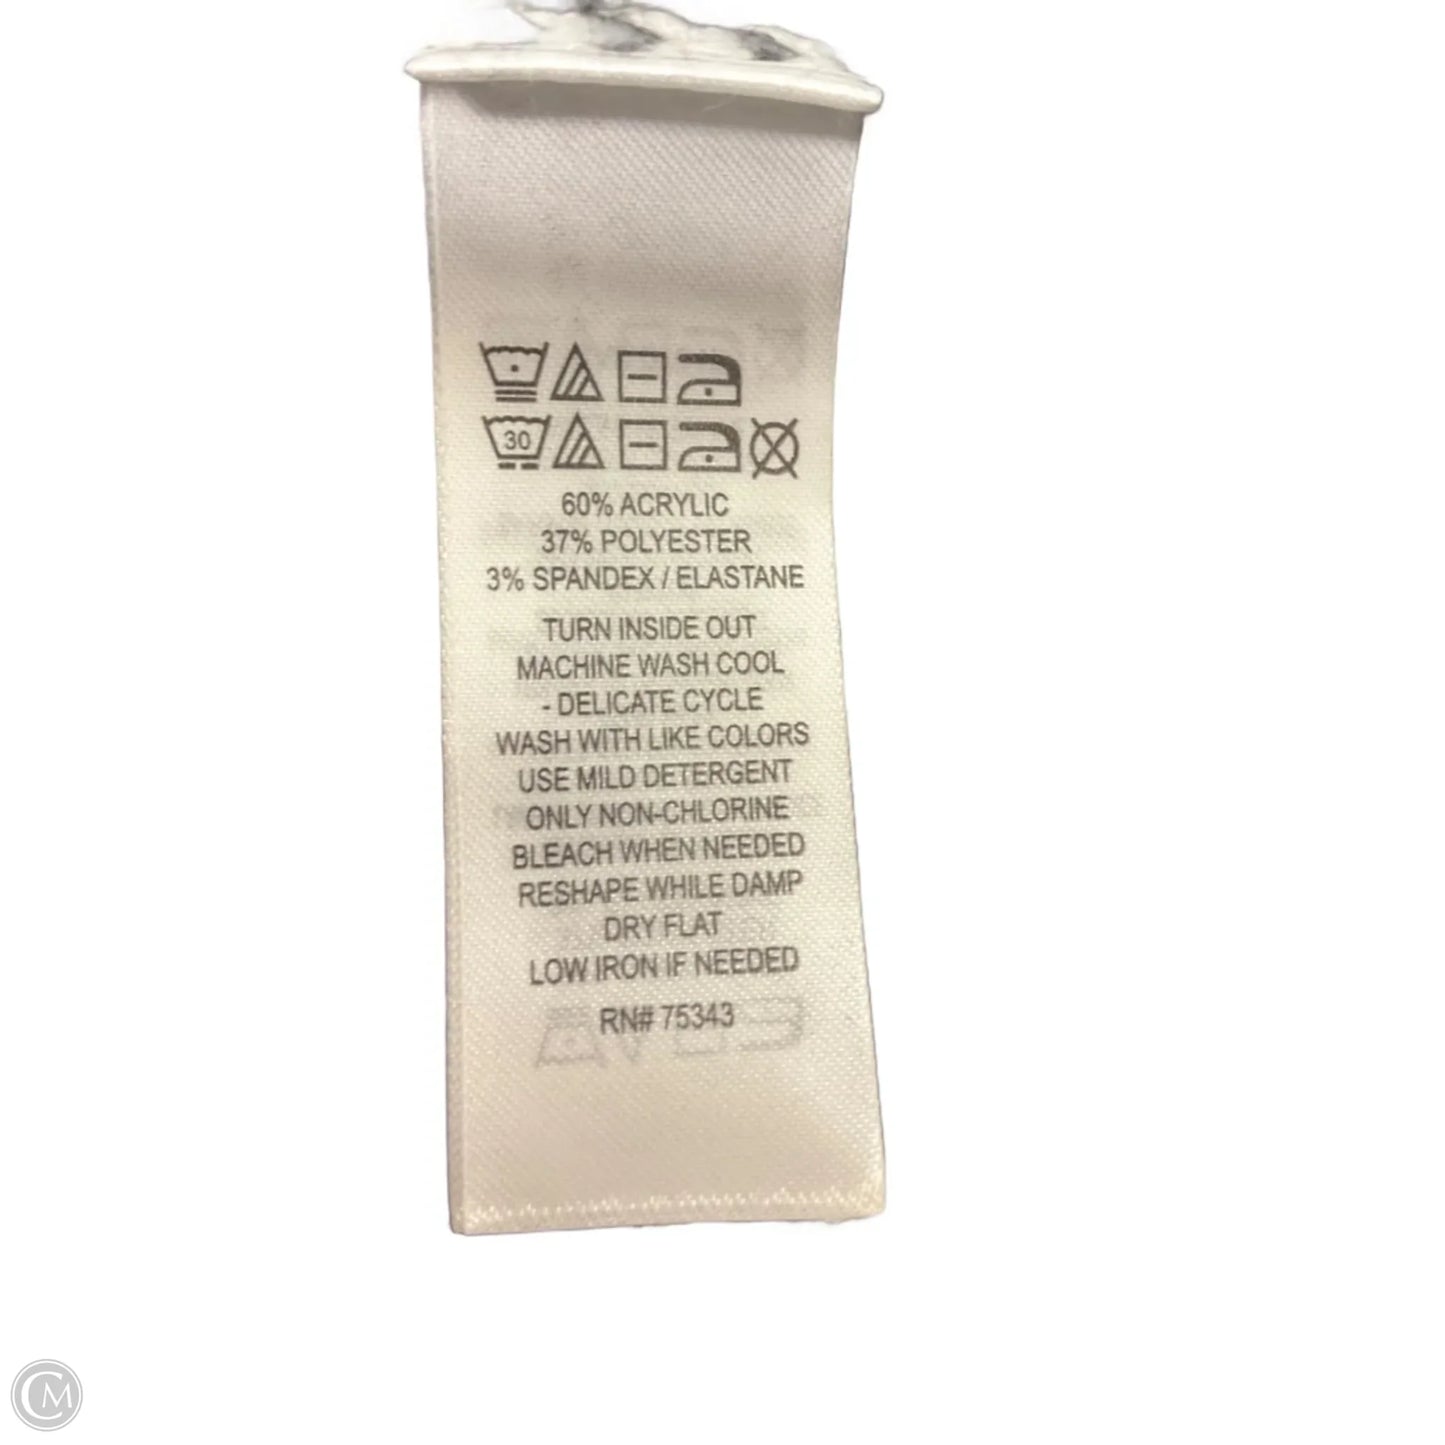 30
60% ACRYLIC
37% POLYESTER
3% SPANDEX / ELASTANE
TURN INSIDE OUT
MACHINE WASH COOL
- DELICATE CYCLE
WASH WITH LIKE COLORS
USE MILD DETERGENT
ONLY NON-CHLORINE
BLEACH WHEN NEEDED
RESHAPE WHILE DAMP
DRY FLAT
LOW IRON IF NEEDED
RN# 75343
CM